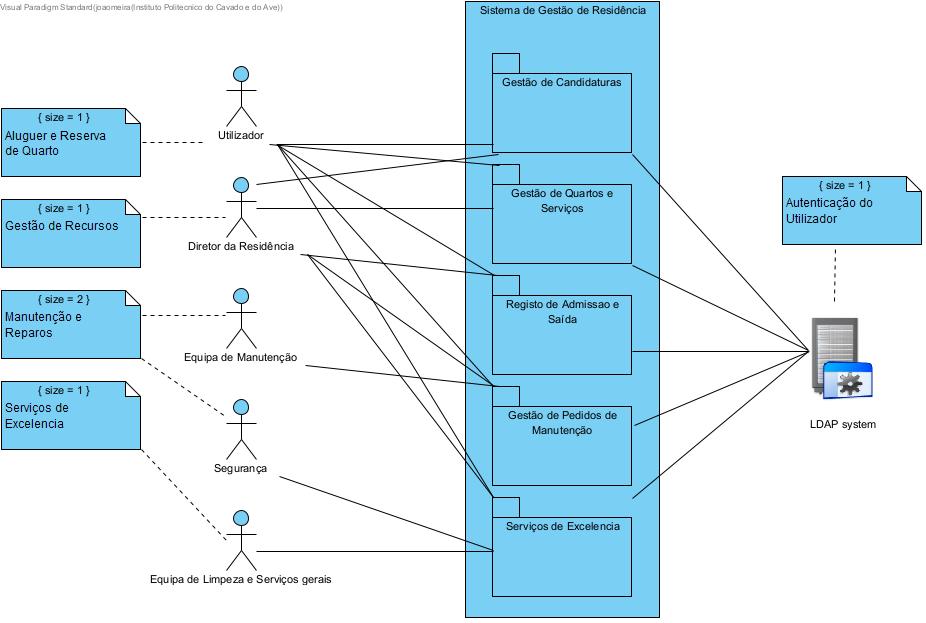 Visual Paradigm Standard(joaomeira(Instituto Politecnico do Cavado e do Ave))
Sistema de Gestão de Residência
Gestão de Candidaturas
{ size = 1 }
Aluguer e Reserva
de Quarto
Utilizador
{ size = 1 }
Gestão de Recursos
Diretor da Residência
Gestão de Quartos e
Serviços
{ size = 1 }
Autenticação do
Utilizador
{ size = 2 }
Manutenção e
Reparos
Equipa de Manutenção
Registo de Admissao e
Saída
{ size = 1 }
Serviços de
Excelencia
Segurança
Gestão de Pedidos de
Manutenção
LDAP system
Equipa de Limpeza e Serviços gerais
Serviços de Excelencia